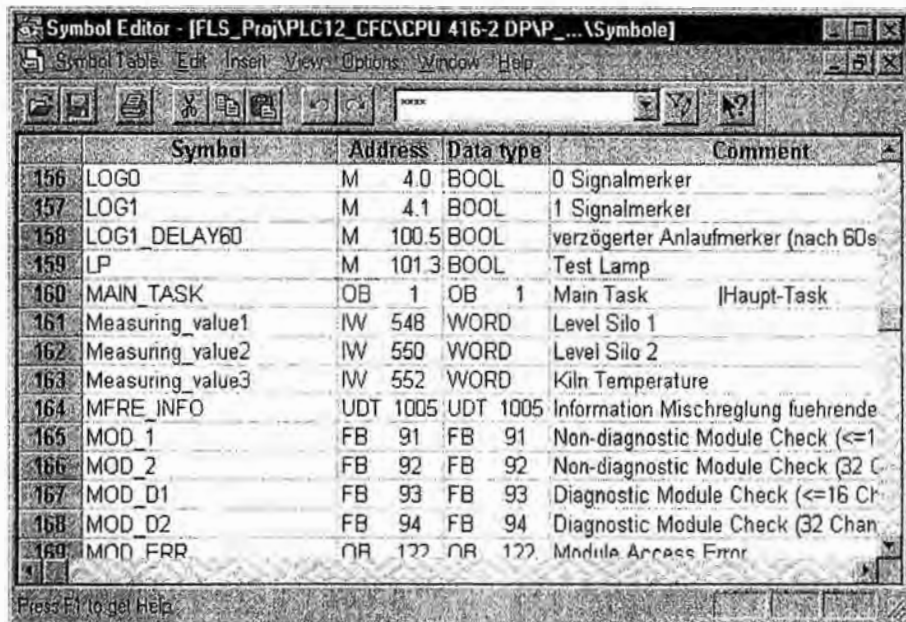 Symbol Editor - [FLS_Proj\PLC12_CFC\CPU 416-2 DP\P_...\Symbole]
Symbol Table Edit Insert View Options Window Help
xxxx
Symbol Address Data type Comment
156 LOG0 M 4.0 BOOL 0 Signalmerker
157 LOG1 M 4.1 BOOL 1 Signalmerker
158 LOG1_DELAY60 M 100.5 BOOL verzögerter Anlaufmerker (nach 60s
159 LP M 101.3 BOOL Test Lamp
160 MAIN_TASK OB 1 OB 1 Main Task |Haupt-Task
161 Measuring_value1 IW 548 WORD Level Silo 1
162 Measuring_value2 IW 550 WORD Level Silo 2
163 Measuring_value3 IW 552 WORD Kiln Temperature
164 MFRE_INFO UDT 1005 UDT 1005 Information Mischreglung fuehrende
165 MOD_1 FB 91 FB 91 Non-diagnostic Module Check (<=1
166 MOD_2 FB 92 FB 92 Non-diagnostic Module Check (32 C
167 MOD_D1 FB 93 FB 93 Diagnostic Module Check (<=16 Ch
168 MOD_D2 FB 94 FB 94 Diagnostic Module Check (32 Chan
169 MOD_ERR OB 122 OB 122 Module Access Error
Press F1 to get Help